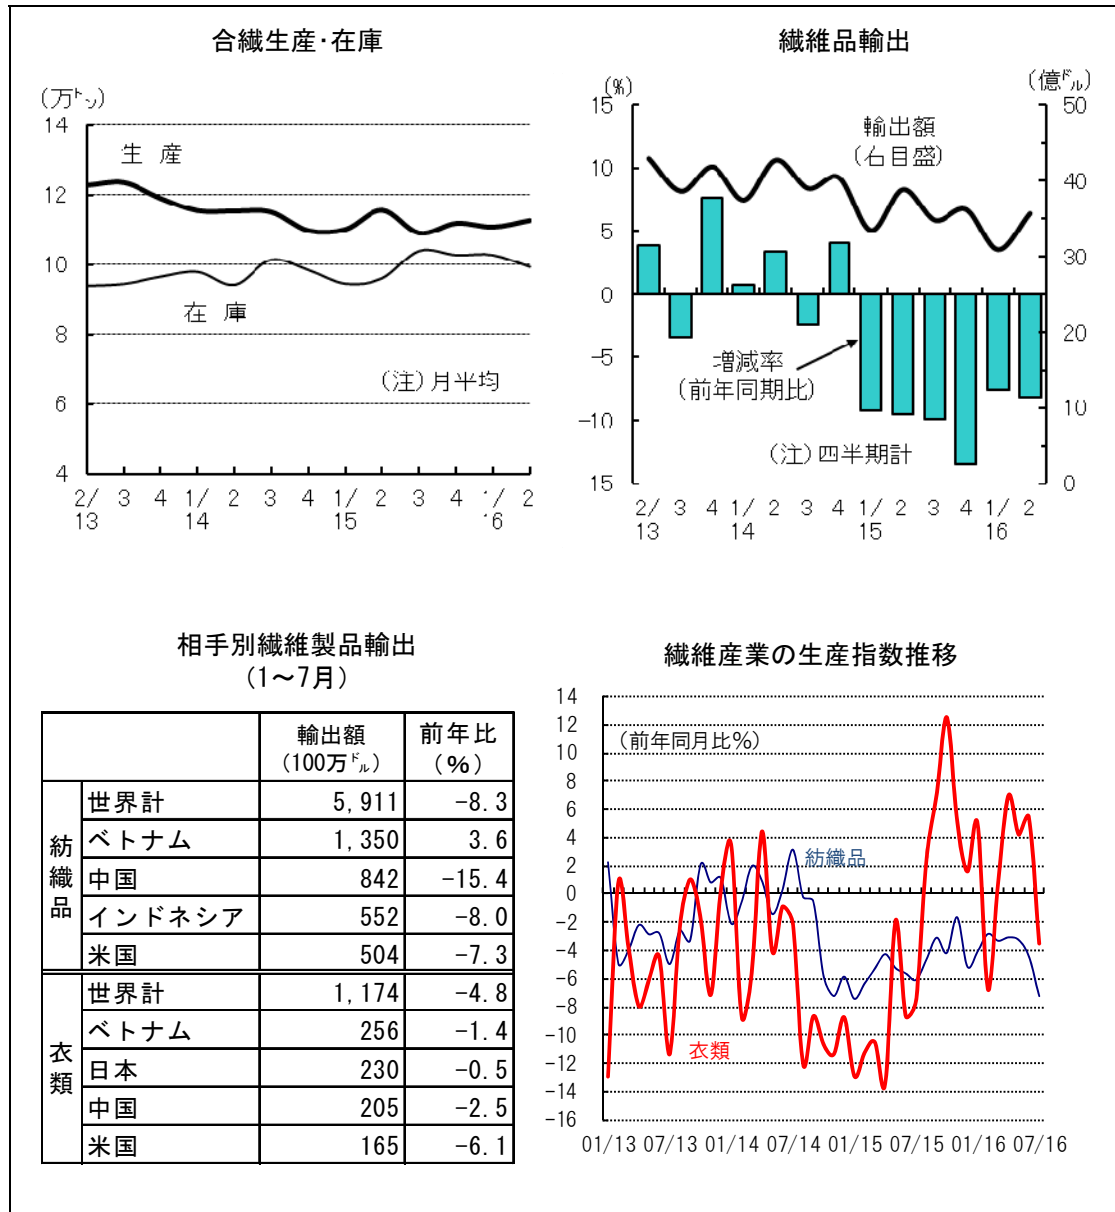 合繊生産･在庫
(万㌧)
14
12
10
8
6
4
生 産
在 庫
(注)月平均
2/ 3 4 1/ 2 3 4 1/ 2 3 4 1/ 2
13 14 15 16
繊維品輸出
(%)
(億㌦)
15
10
5
0
-5
-10
15
50
40
30
20
10
0
輸出額
(右目盛)
増減率
(前年同期比)
(注)四半期計
2/ 3 4 1/ 2 3 4 1/ 2 3 4 1/ 2
13 14 15 16
相手別繊維製品輸出
(1～7月)
輸出額 前年比
(100万㌦) (%)
紡織品
世界計 5,911 -8.3
ベトナム 1,350 3.6
中国 842 -15.4
インドネシア 552 -8.0
米国 504 -7.3
衣類
世界計 1,174 -4.8
ベトナム 256 -1.4
日本 230 -0.5
中国 205 -2.5
米国 165 -6.1
繊維産業の生産指数推移
(前年同月比%)
14
12
10
8
6
4
2
0
-2
-4
-6
-8
-10
-12
-14
-16
紡織品
衣類
01/13 07/13 01/14 07/14 01/15 07/15 01/16 07/16